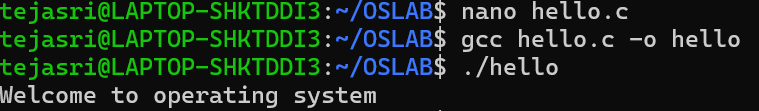 tejasri@LAPTOP-SHKTDDI3:~/OSLAB$ nano hello.c
tejasri@LAPTOP-SHKTDDI3:~/OSLAB$ gcc hello.c -o hello
tejasri@LAPTOP-SHKTDDI3:~/OSLAB$ ./hello
Welcome to operating system